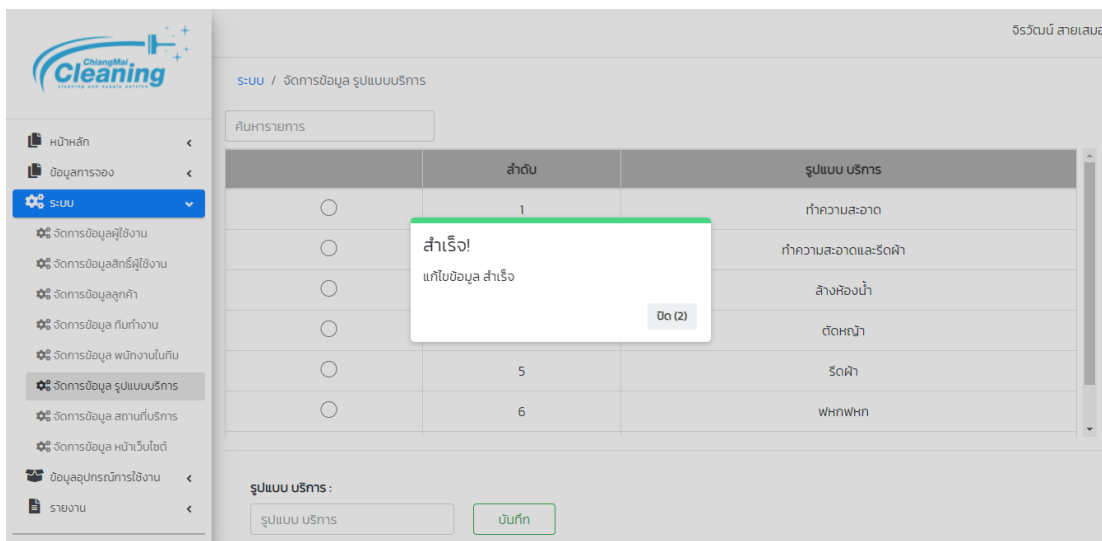 จิรวัฒน์ สายเสมอ
ChiangMai
Cleaning
cleaning and supply service
ระบบ / จัดการข้อมูล รูปแบบบริการ
ค้นหารายการ
หน้าหลัก
ข้อมูลการจอง
ระบบ
จัดการข้อมูลผู้ใช้งาน
จัดการข้อมูลสิทธิ์ผู้ใช้งาน
จัดการข้อมูลลูกค้า
จัดการข้อมูล ทีมทำงาน
จัดการข้อมูล พนักงานในทีม
จัดการข้อมูล รูปแบบบริการ
จัดการข้อมูล สถานที่บริการ
จัดการข้อมูล หน้าเว็บไซต์
ข้อมูลอุปกรณ์การใช้งาน
รายงาน
ลำดับ รูปแบบ บริการ
1 ทำความสะอาด
ทำความสะอาดและรีดผ้า
ล้างห้องน้ำ
ตัดหญ้า
5 รีดผ้า
6 ฟหกฟหก
สำเร็จ!
แก้ไขข้อมูล สำเร็จ
ปิด (2)
รูปแบบ บริการ :
รูปแบบ บริการ
บันทึก